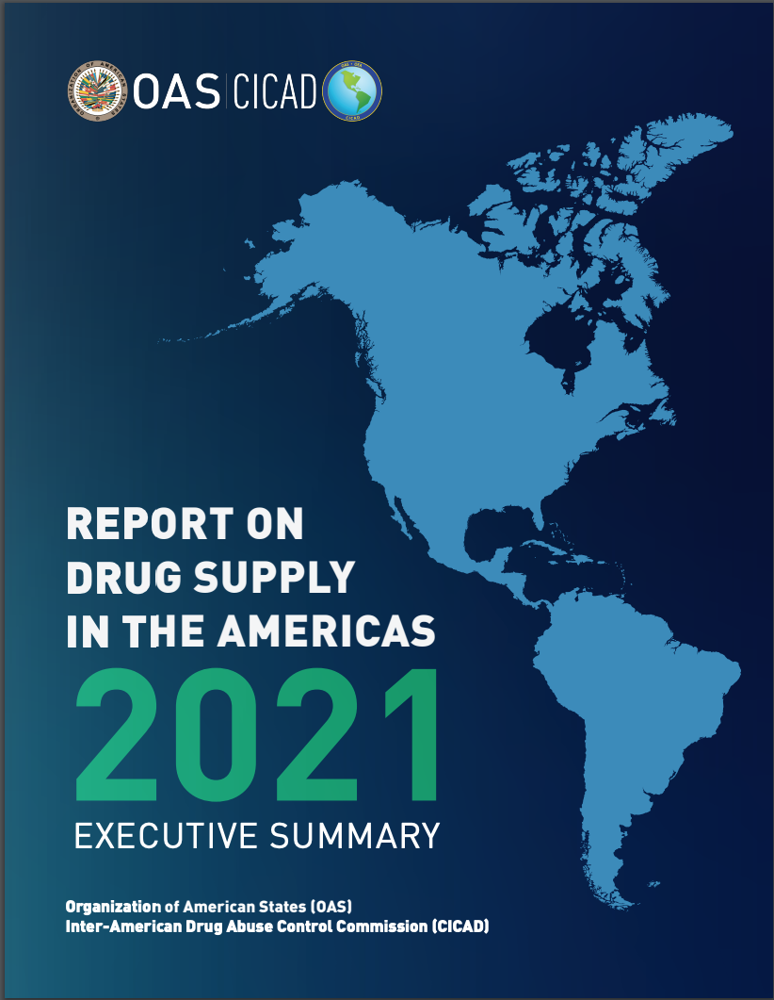 OAS CICAD
REPORT ON
DRUG SUPPLY
IN THE AMERICAS
2021
EXECUTIVE SUMMARY
Organization of American States (OAS)
Inter-American Drug Abuse Control Commission (CICAD)